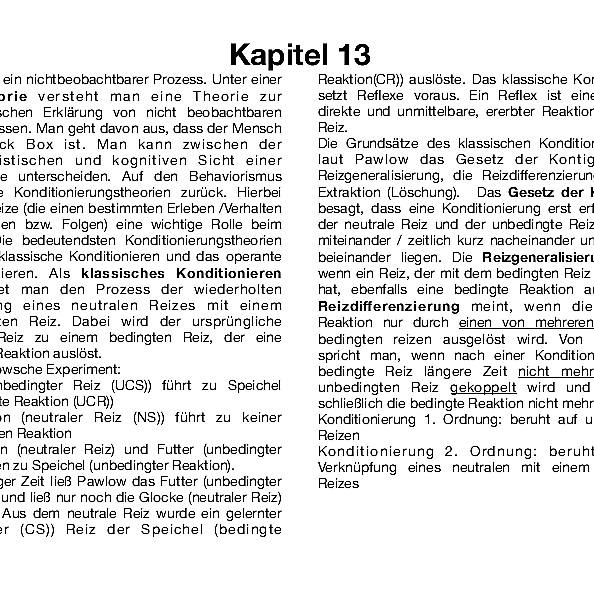 Kapitel 13
ein nichtbeobachtbarer Prozess. Unter einer
orie versteht man eine Theorie zur
schen Erklärung von nicht beobachtbaren
ssen. Man geht davon aus, dass der Mensch
ck Box ist. Man kann zwischen der
istischen und kognitiven Sicht einer
e unterscheiden. Auf den Behaviorismus
e Konditionierungstheorien zurück. Hierbei
eize (die einen bestimmten Erleben /Verhalten
en bzw. Folgen) eine wichtige Rolle beim
Die bedeutendsten Konditionierungstheorien
klassische Konditionieren und das operante
ieren. Als klassisches Konditionieren
et man den Prozess der wiederholten
ng eines neutralen Reizes mit einem
ten Reiz. Dabei wird der ursprüngliche
Reiz zu einem bedingten Reiz, der eine
Reaktion auslöst.
owsche Experiment:
nbedingter Reiz (UCS)) führt zu Speichel
te Reaktion (UCR))
on (neutraler Reiz (NS)) führt zu keiner
en Reaktion
n (neutraler Reiz) und Futter (unbedingter
en zu Speichel (unbedingter Reaktion).
ger Zeit ließ Pawlow das Futter (unbedingter
und ließ nur noch die Glocke (neutraler Reiz)
Aus dem neutrale Reiz wurde ein gelernter
er (CS)) Reiz der Speichel (bedingte
Reaktion(CR)) auslöste. Das klassische Kon
setzt Reflexe voraus. Ein Reflex ist eine
direkte und unmittelbare, ererbter Reaktion
Reiz.
Die Grundsätze des klassischen Konditior
laut Pawlow das Gesetz der Kontig
Reizgeneralisierung, die Reizdifferenzierung
Extraktion (Löschung). Das Gesetz der K
besagt, dass eine Konditionierung erst erf
der neutrale Reiz und der unbedingte Reiz
miteinander / zeitlich kurz nacheinander un
beieinander liegen. Die Reizgeneralisieru
wenn ein Reiz, der mit dem bedingten Reiz
hat, ebenfalls eine bedingte Reaktion au
Reizdifferenzierung meint, wenn die
Reaktion nur durch einen von mehreren
bedingten reizen ausgelöst wird. Von
spricht man, wenn nach einer Kondition
bedingte Reiz längere Zeit nicht mehr
unbedingten Reiz gekoppelt wird und
schließlich die bedingte Reaktion nicht mehr
Konditionierung 1. Ordnung: beruht auf u
Reizen
Konditionierung 2. Ordnung: beruht
Verknüpfung eines neutralen mit einem
Reizes